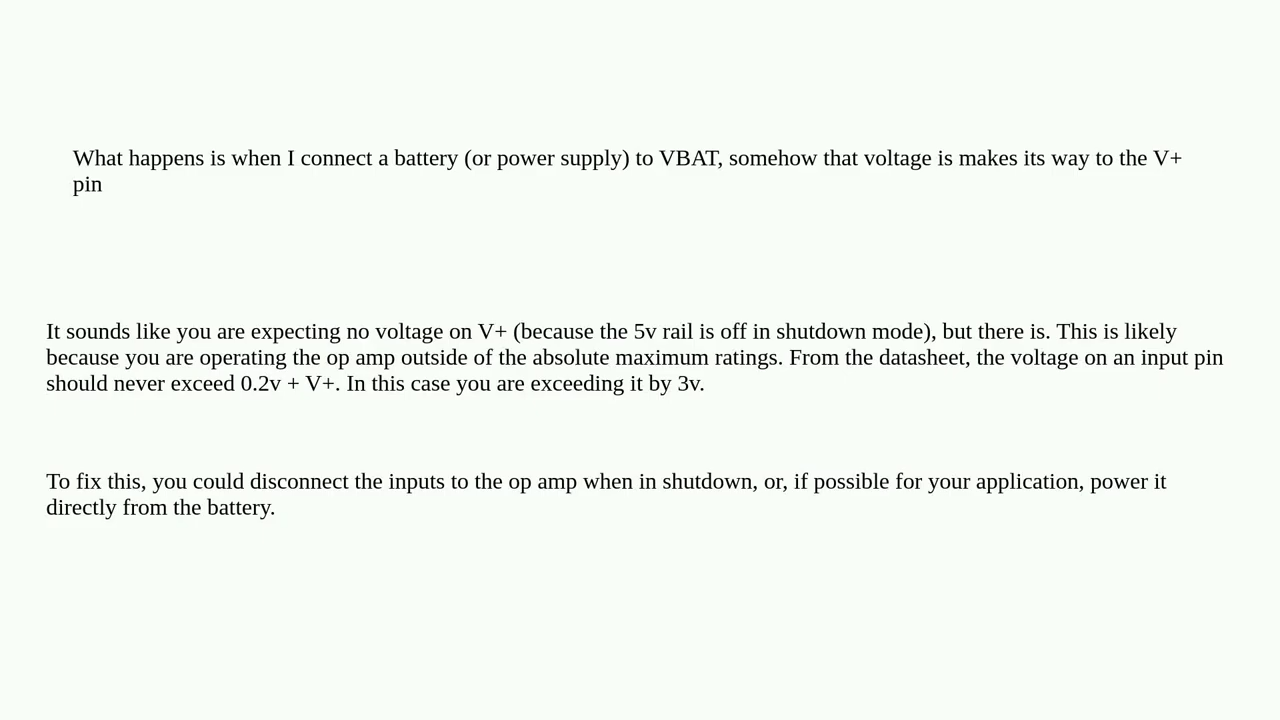 What happens is when I connect a battery (or power supply) to VBAT, somehow that voltage is makes its way to the V+
pin
It sounds like you are expecting no voltage on V+ (because the 5v rail is off in shutdown mode), but there is. This is likely
because you are operating the op amp outside of the absolute maximum ratings. From the datasheet, the voltage on an input pin
should never exceed 0.2v + V+. In this case you are exceeding it by 3v.
To fix this, you could disconnect the inputs to the op amp when in shutdown, or, if possible for your application, power it
directly from the battery.